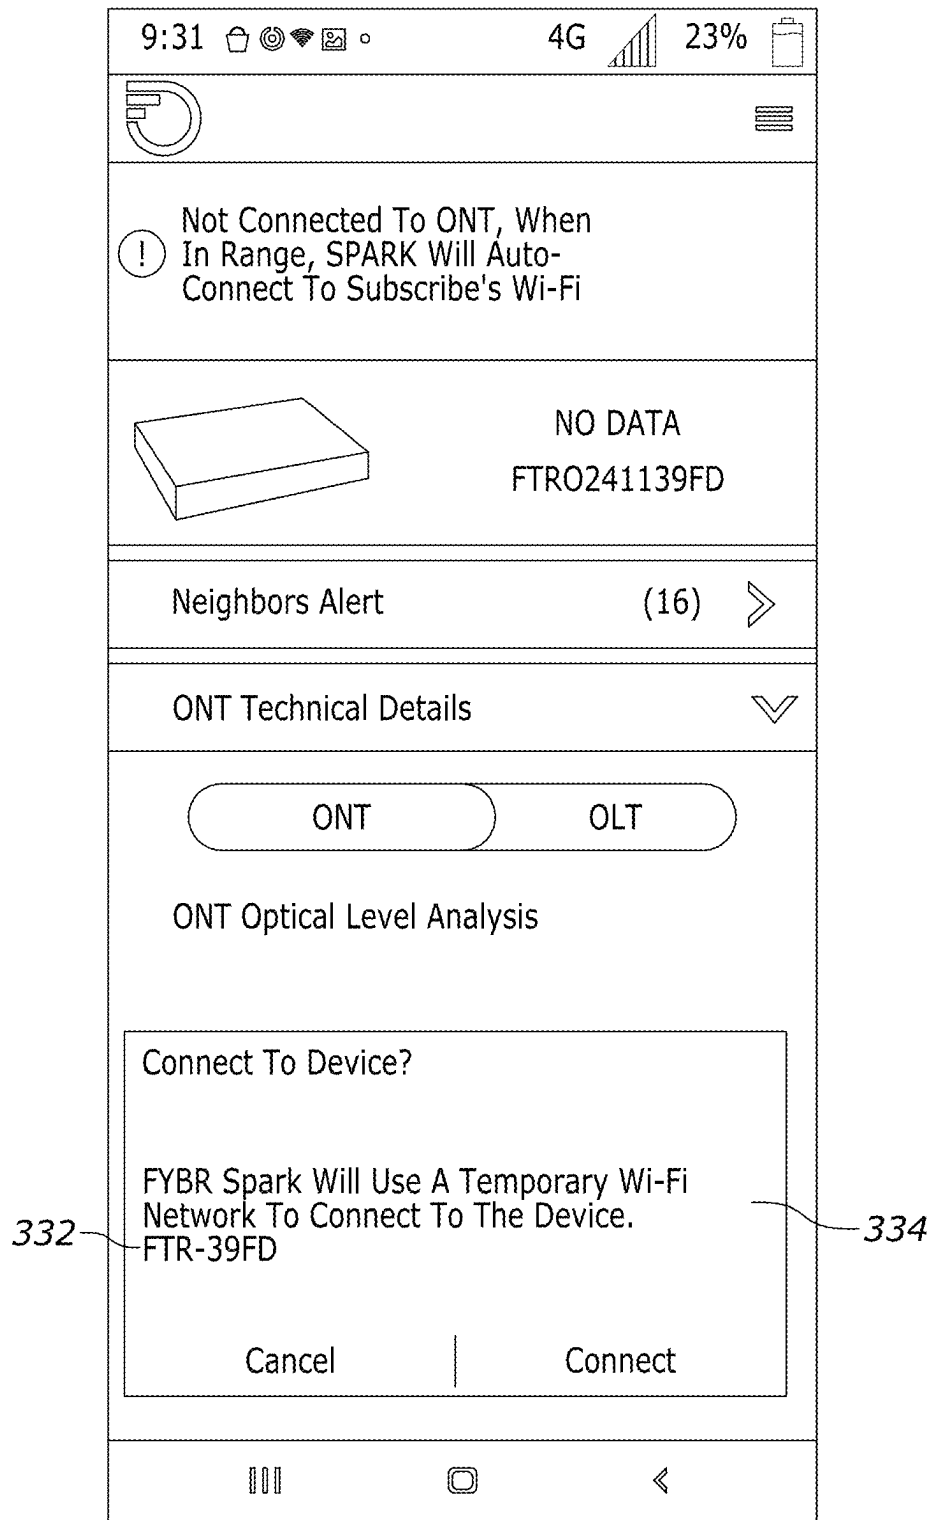 9:31 4G 23%
Not Connected To ONT, When
In Range, SPARK Will Auto-
Connect To Subscribe's Wi-Fi
!
NO DATA
FTRO241139FD
Neighbors Alert (16)
ONT Technical Details
ONT OLT
ONT Optical Level Analysis
Connect To Device?
FYBR Spark Will Use A Temporary Wi-Fi
Network To Connect To The Device.
FTR-39FD
332
334
Cancel Connect